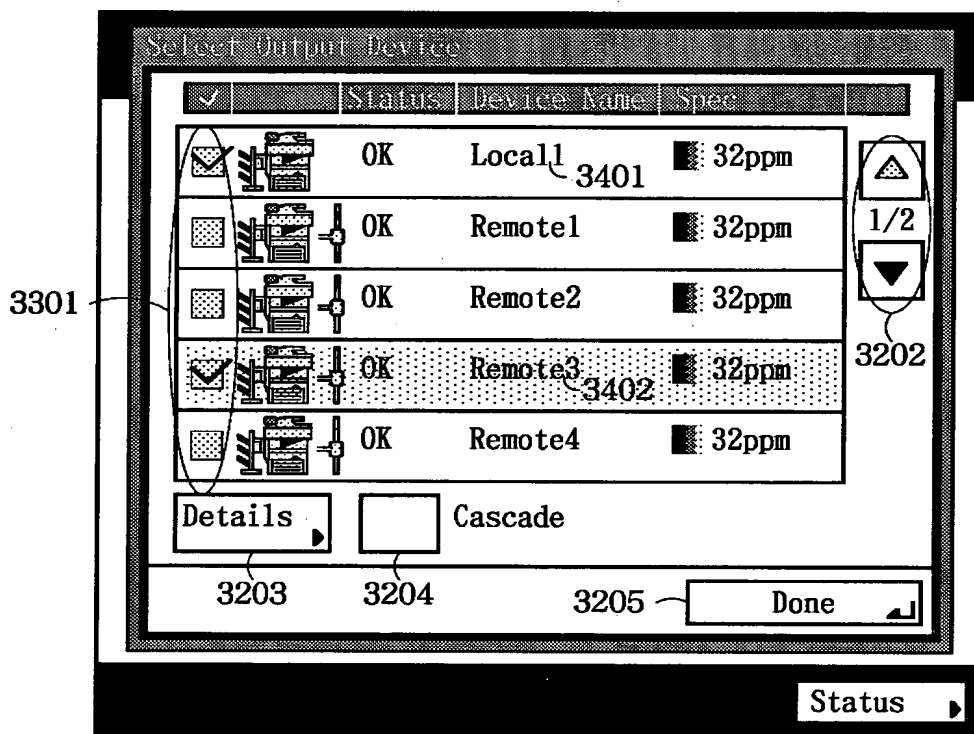 Select Output Device
Status Device Name Spec
OK Local1 32ppm
3401
OK Remote1 32ppm
1/2
OK Remote2 32ppm
3301
3202
OK Remote3 32ppm
3402
OK Remote4 32ppm
Details Cascade
3203 3204 3205 Done
Status